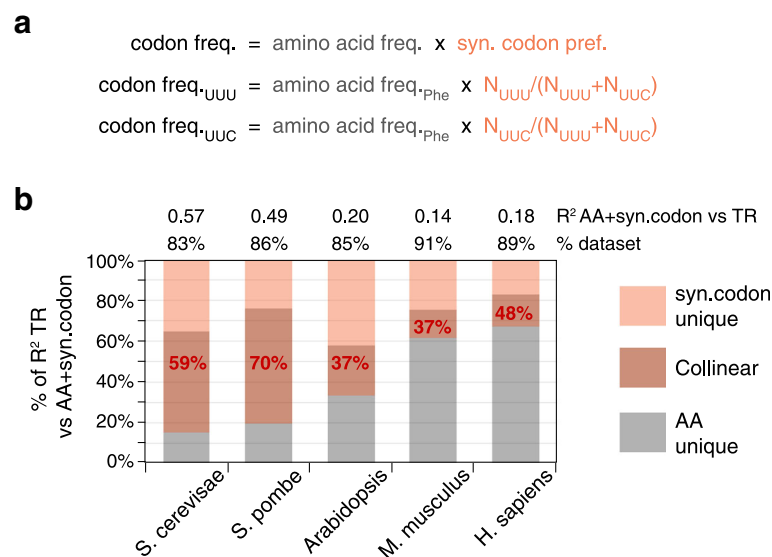 a
codon freq. = amino acid freq. x syn. codon pref.
codon freq.UUU = amino acid freq.Phe x NUUU/(NUUU+NUUC)
codon freq.UUC = amino acid freq.Phe x NUUC/(NUUU+NUUC)
b
0.57 0.49 0.20 0.14 0.18 R² AA+syn.codon vs TR
83% 86% 85% 91% 89% % dataset
% of R² TR
vs AA+syn.codon
100%
80%
60%
40%
20%
0%
59% 70% 37% 37% 48%
S. cerevisae
S. pombe
Arabidopsis
M. musculus
H. sapiens
syn.codon
unique
Collinear
AA
unique